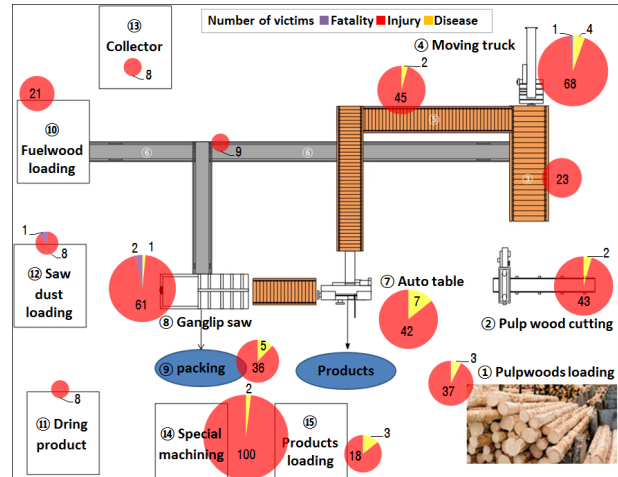 Number of victims Fatality Injury Disease
⑬
Collector
8
④ Moving truck
1
4
68
2
45
21
⑩
Fuelwood
loading
⑥
⑥
9
⑤
③
23
1
8
⑫ Saw
dust
loading
2
1
61
⑧ Ganglip saw
⑦ Auto table
7
42
2
43
② Pulp wood cutting
⑨ packing
5
36
Products
3
37
① Pulpwoods loading
8
⑪ Dring
product
2
100
⑭ Special
machining
⑮
Products
loading
3
18